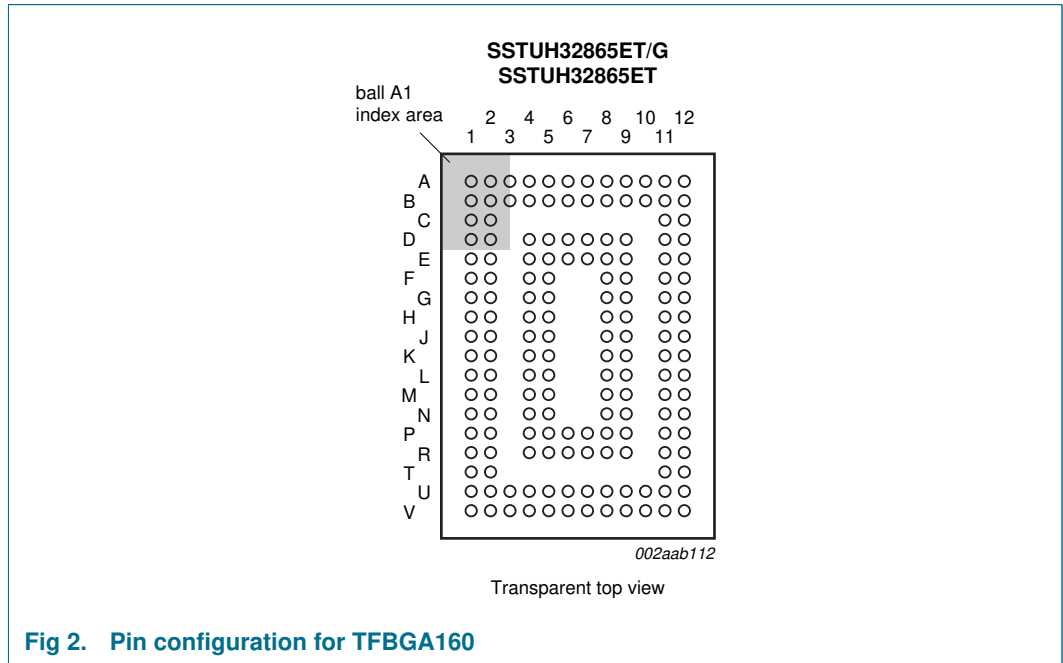 SSTUH32865ET/G
SSTUH32865ET
ball A1
index area
2 4 6 8 10 12
1 3 5 7 9 11
A
B
C
D
E
F
G
H
J
K
L
M
N
P
R
T
U
V
002aab112
Transparent top view
Fig 2. Pin configuration for TFBGA160